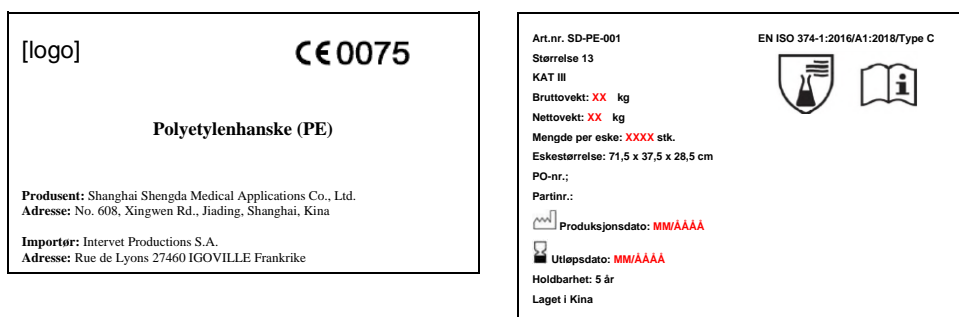 [logo]
CE 0075
Polyetylenhanske (PE)
Produsent: Shanghai Shengda Medical Applications Co., Ltd.
Adresse: No. 608, Xingwen Rd., Jiading, Shanghai, Kina
Importør: Intervet Productions S.A.
Adresse: Rue de Lyons 27460 IGOVILLE Frankrike
Art.nr. SD-PE-001
Størrelse 13
KAT III
Bruttovekt: XX kg
Nettovekt: XX kg
Mengde per eske: XXXX stk.
Eskestørrelse: 71,5 x 37,5 x 28,5 cm
PO-nr.;
Partinr.:
Produksjonsdato: MM/ÅÅÅÅ
Utløpsdato: MM/ÅÅÅÅ
Holdbarhet: 5 år
Laget i Kina
EN ISO 374-1:2016/A1:2018/Type C
i